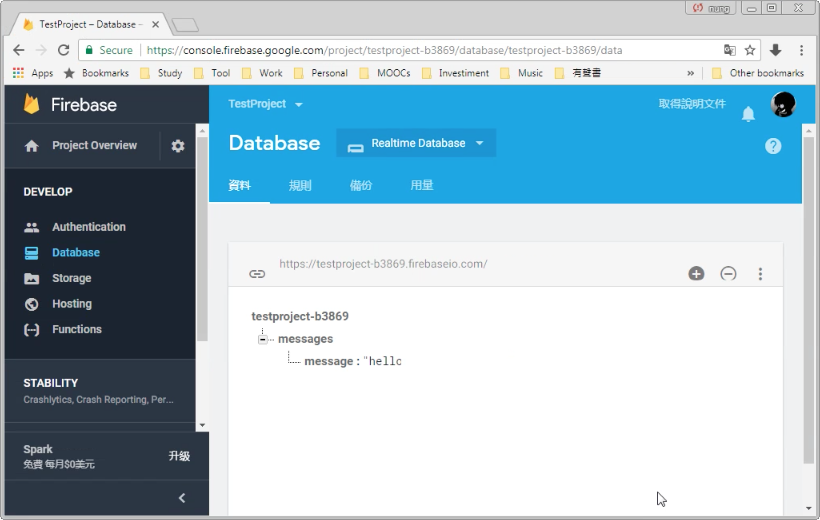 nung
TestProject – Database –
Secure
https://console.firebase.google.com/project/testproject-b3869/database/testproject-b3869/data
Apps Bookmarks Study Tool Work Personal MOOCs Investiment Music 有聲書 » Other bookmarks
Firebase
TestProject
取得說明文件
Project Overview
Database
Realtime Database
DEVELOP
資料 規則 備份 用量
Authentication
Database
Storage
Hosting
Functions
https://testproject-b3869.firebaseio.com/
testproject-b3869
messages
message : "hello
STABILITY
Crashlytics, Crash Reporting, Per...
Spark
免費 每月$0美元
升級